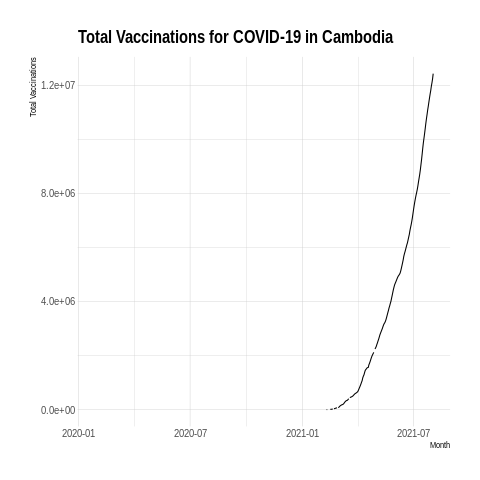 Total Vaccinations for COVID-19 in Cambodia
Total Vaccinations
1.2e+07
8.0e+06
4.0e+06
0.0e+00
2020-01 2020-07 2021-01 2021-07
Month